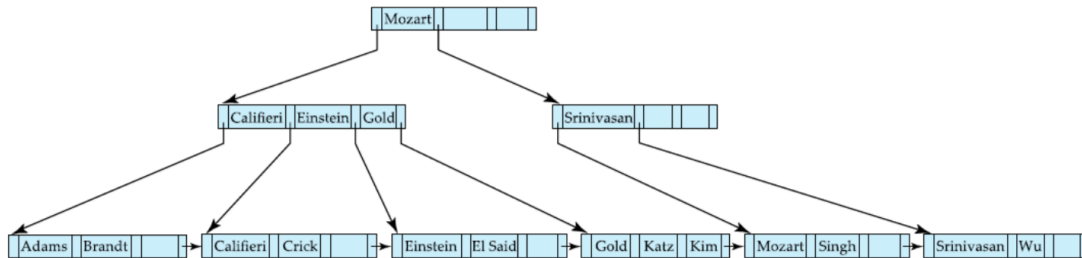 Mozart
Califieri Einstein Gold Srinivasan
Adams Brandt Califieri Crick Einstein El Said Gold Katz Kim Mozart Singh Srinivasan Wu